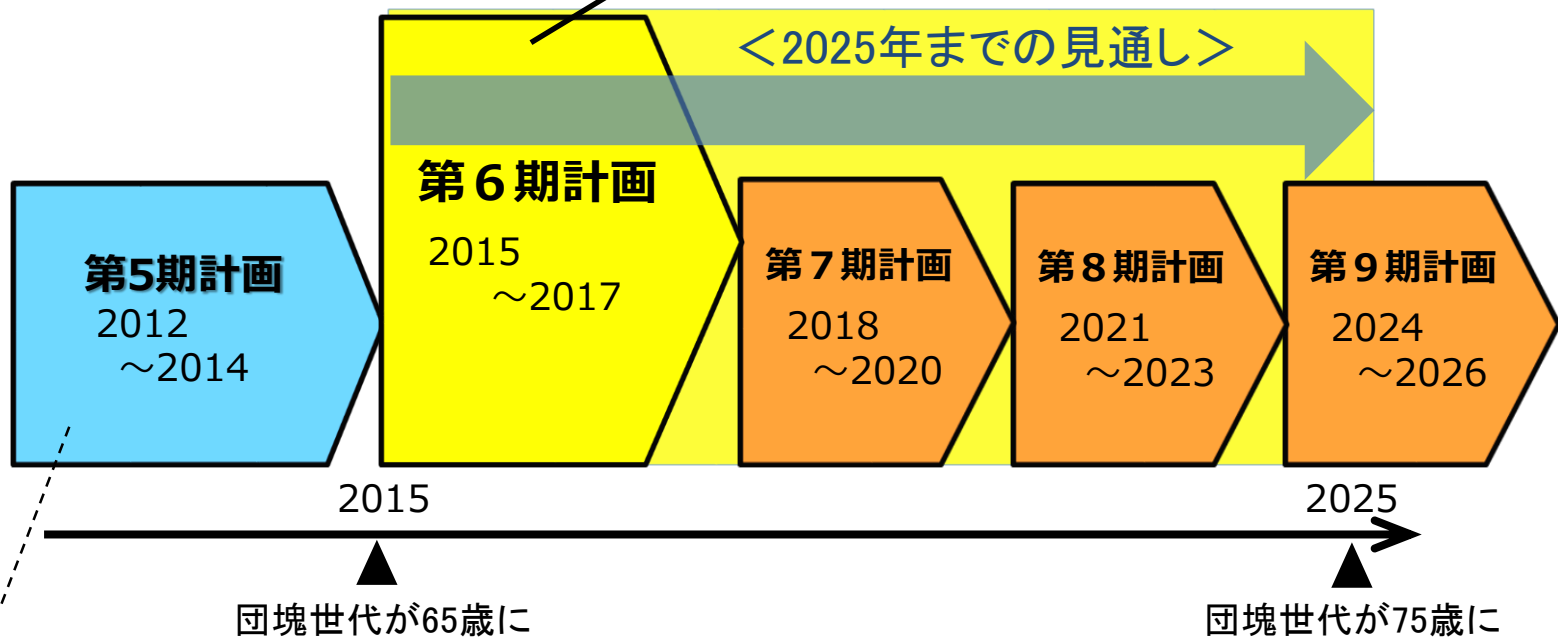 ＜2025年までの見通し＞
第5期計画
2012
～2014
第６期計画
2015
～2017
第７期計画
2018
～2020
第８期計画
2021
～2023
第９期計画
2024
～2026
2015
2025
団塊世代が65歳に
団塊世代が75歳に